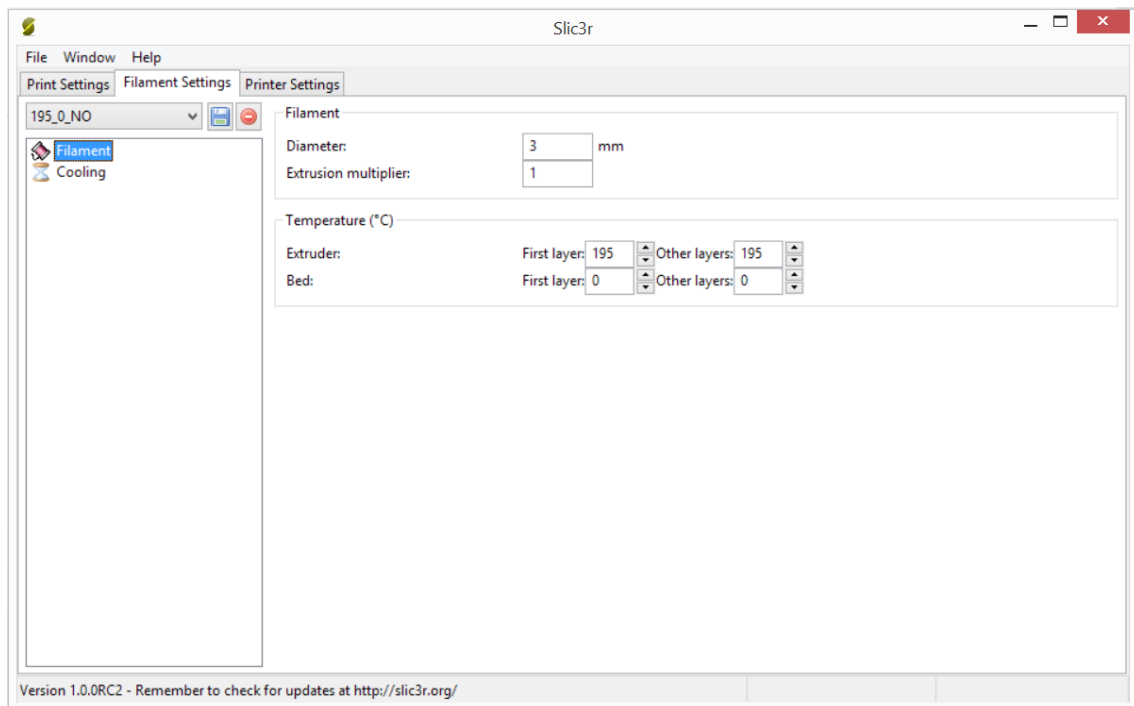 Slic3r
File Window Help
Print Settings Filament Settings Printer Settings
195_0_NO
Filament
Cooling
Filament
Diameter: 3 mm
Extrusion multiplier: 1
Temperature (°C)
Extruder: First layer: 195 Other layers: 195
Bed: First layer: 0 Other layers: 0
Version 1.0.0RC2 - Remember to check for updates at http://slic3r.org/